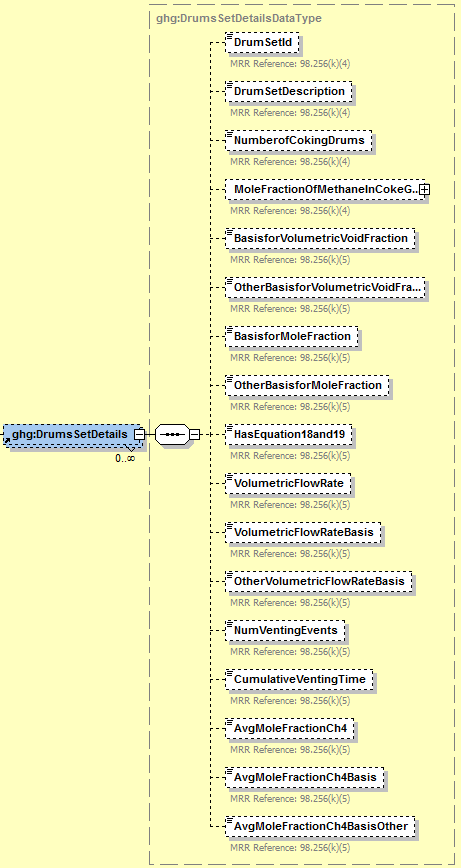 ghg:DrumsSetDetailsDataType
DrumSetId
MRR Reference: 98.256(k)(4)
DrumSetDescription
MRR Reference: 98.256(k)(4)
NumberofCokingDrums
MRR Reference: 98.256(k)(4)
MoleFractionOfMethaneInCokeG...
MRR Reference: 98.256(k)(4)
BasisforVolumetricVoidFraction
MRR Reference: 98.256(k)(5)
OtherBasisforVolumetricVoidFra...
MRR Reference: 98.256(k)(5)
BasisforMoleFraction
MRR Reference: 98.256(k)(5)
OtherBasisforMoleFraction
MRR Reference: 98.256(k)(5)
ghg:DrumsSetDetails
0..∞
HasEquation18and19
MRR Reference: 98.256(k)(5)
VolumetricFlowRate
MRR Reference: 98.256(k)(5)
VolumetricFlowRateBasis
MRR Reference: 98.256(k)(5)
OtherVolumetricFlowRateBasis
MRR Reference: 98.256(k)(5)
NumVentingEvents
MRR Reference: 98.256(k)(5)
CumulativeVentingTime
MRR Reference: 98.256(k)(5)
AvgMoleFractionCh4
MRR Reference: 98.256(k)(5)
AvgMoleFractionCh4Basis
MRR Reference: 98.256(k)(5)
AvgMoleFractionCh4BasisOther
MRR Reference: 98.256(k)(5)